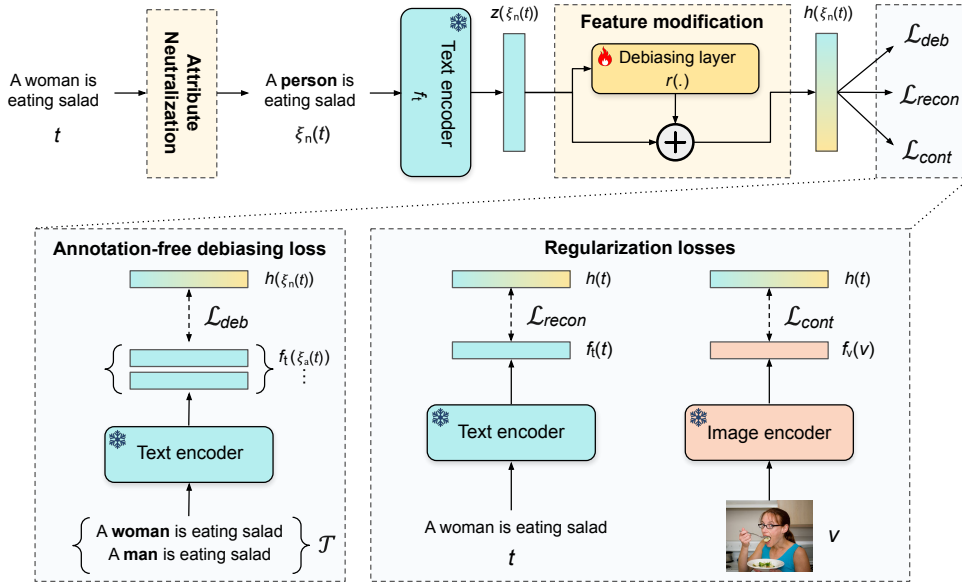 A woman is
eating salad
t
Attribute
Neutralization
A person is
eating salad
ξn(t)
Text encoder
ft
z(ξn(t))
Feature modification
Debiasing layer
r(.)
+
h(ξn(t))
ℒdeb
ℒrecon
ℒcont
Annotation-free debiasing loss
h(ξn(t))
ℒdeb
{ } ft(ξa(t))
⋮
Text encoder
{ A woman is eating salad
A man is eating salad } 𝒯
Regularization losses
h(t)
ℒrecon
ft(t)
Text encoder
A woman is eating salad
t
h(t)
ℒcont
fv(v)
Image encoder
v